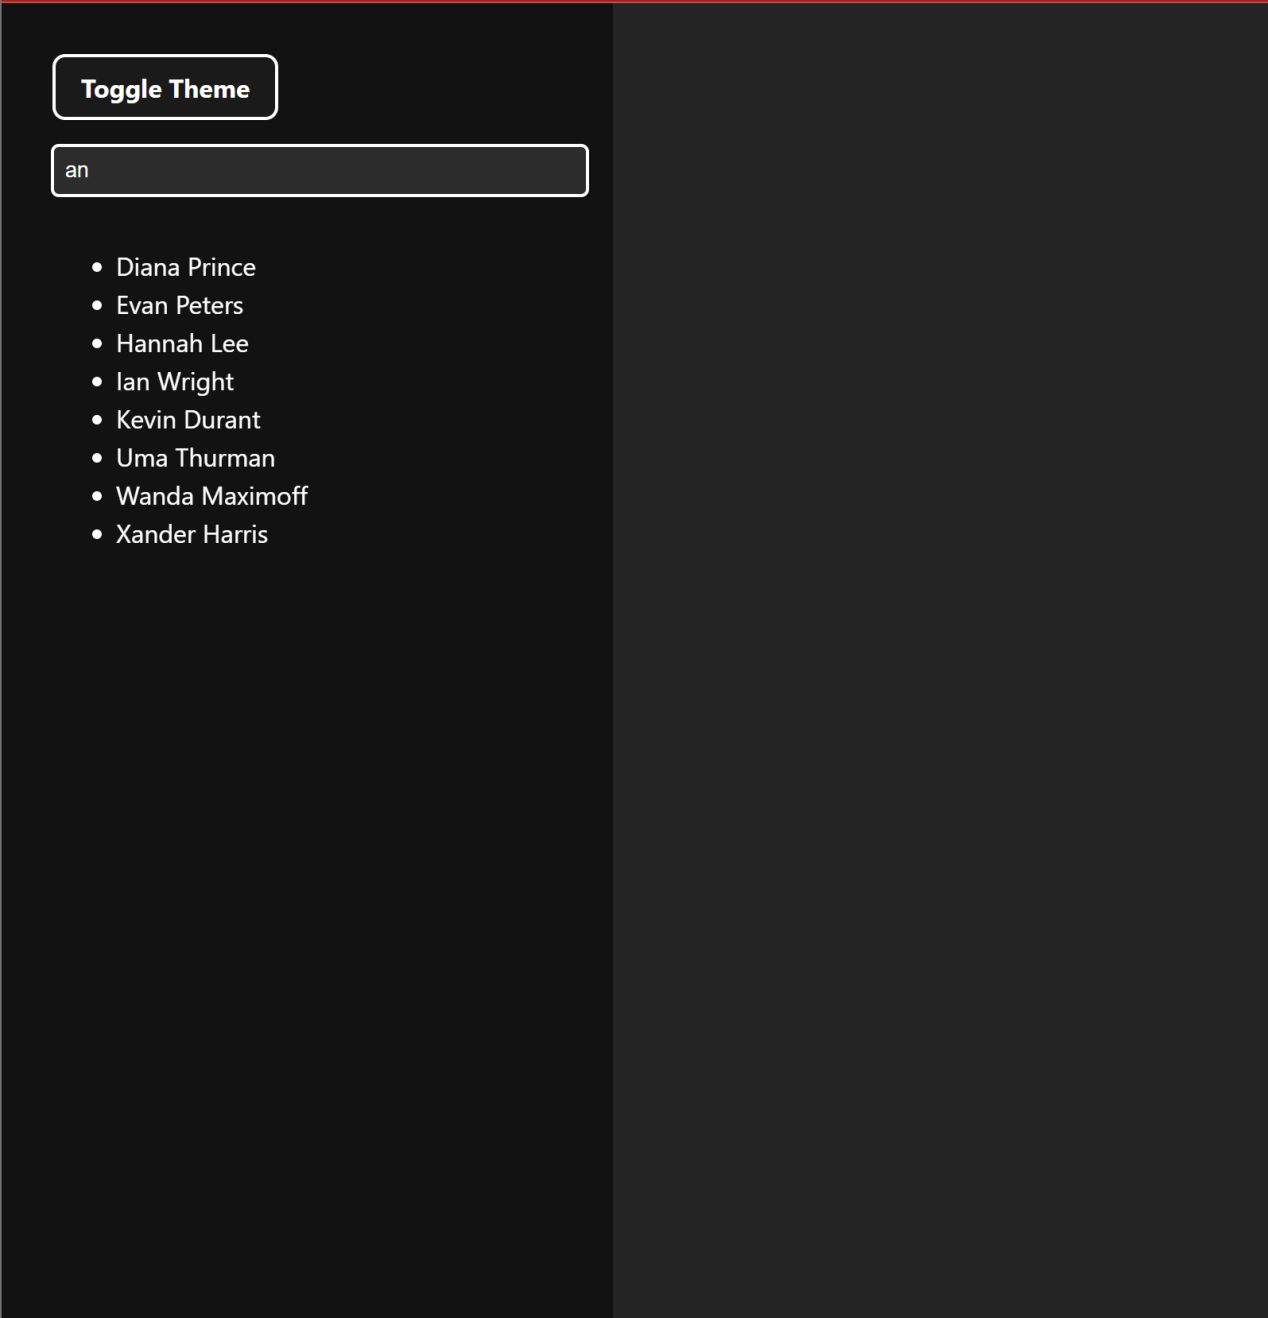 Toggle Theme
an
Diana Prince
Evan Peters
Hannah Lee
Ian Wright
Kevin Durant
Uma Thurman
Wanda Maximoff
Xander Harris